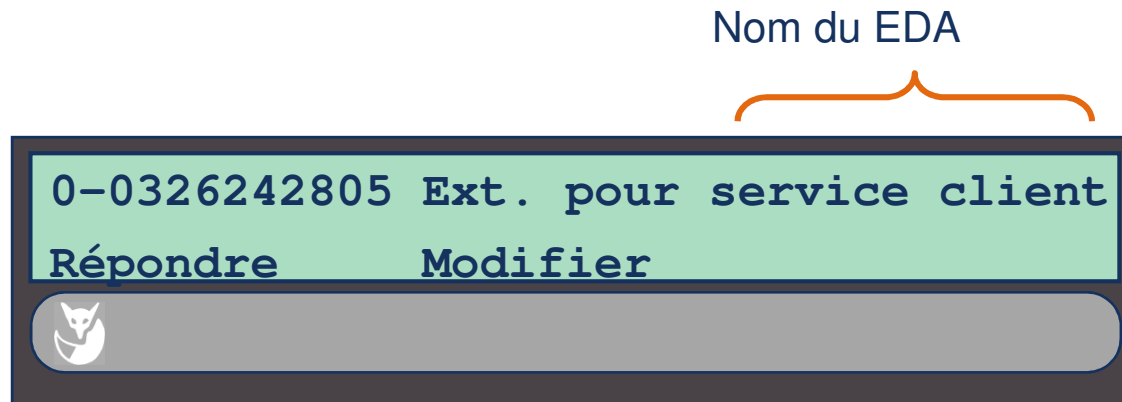 Nom du EDA
0-0326242805 Ext. pour service client
Répondre Modifier